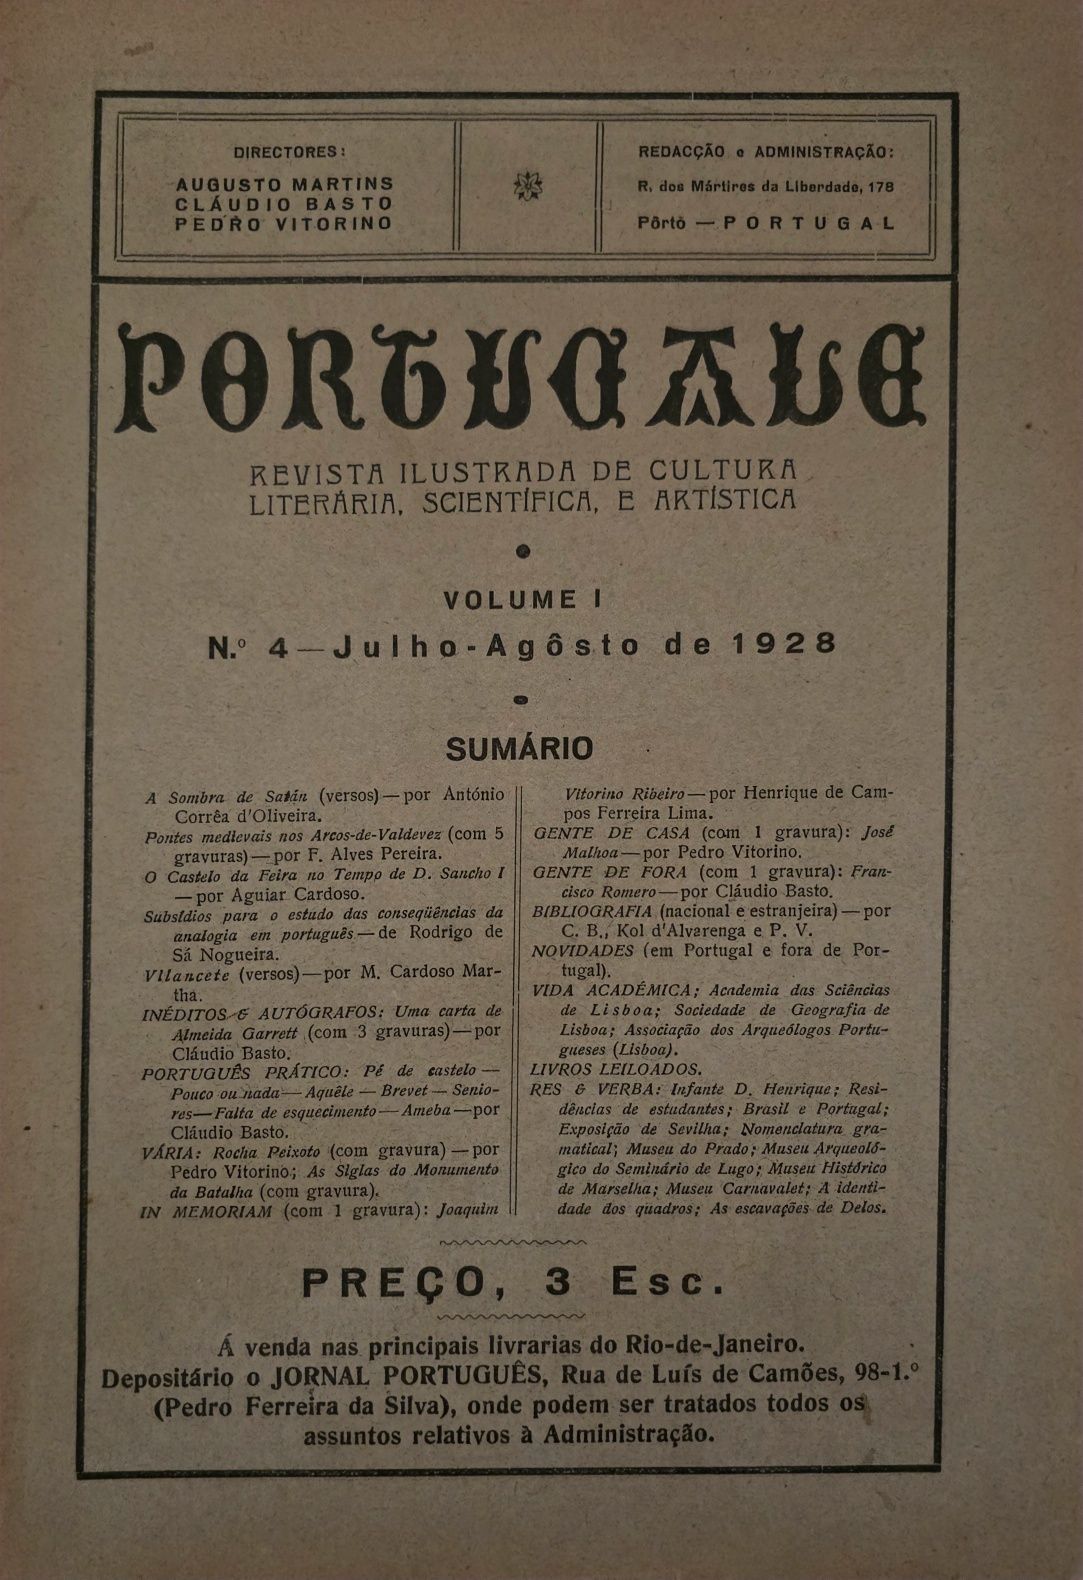 DIRECTORES:
AUGUSTO MARTINS
CLÁUDIO BASTO
PEDRO VITORINO
REDACÇÃO e ADMINISTRAÇÃO:
R. dos Mártires da Liberdade, 178
Pôrto — PORTUGAL
PORTUCALE
REVISTA ILUSTRADA DE CULTURA
LITERÁRIA, SCIENTÍFICA, E ARTÍSTICA
VOLUME I
N.º 4 — Julho-Agôsto de 1928
SUMÁRIO
A Sombra de Satán (versos) — por António
Corrêa d'Oliveira.
Pontes medievais nos Arcos-de-Valdevez (com 5
gravuras) — por F. Alves Pereira.
O Castelo da Feira no Tempo de D. Sancho I
— por Aguiar Cardoso.
Subsídios para o estudo das conseqüências da
analogia em português — de Rodrigo de
Sá Nogueira.
Vilancete (versos) — por M. Cardoso Mar-
tha.
INÉDITOS & AUTÓGRAFOS: Uma carta de
Almeida Garrett (com 3 gravuras) — por
Cláudio Basto.
PORTUGUÊS PRÁTICO: Pé de castelo —
Pouco ou nada — Aquêle — Brevet — Senio-
res — Falta de esquecimento — Ameba — por
Cláudio Basto.
VÁRIA: Rocha Peixoto (com gravura) — por
Pedro Vitorino; As Siglas do Monumento
da Batalha (com gravura).
IN MEMORIAM (com 1 gravura): Joaquim
Vitorino Ribeiro — por Henrique de Cam-
pos Ferreira Lima.
GENTE DE CASA (com 1 gravura): José
Malhoa — por Pedro Vitorino.
GENTE DE FORA (com 1 gravura): Fran-
cisco Romero — por Cláudio Basto.
BIBLIOGRAFIA (nacional e estranjeira) — por
C. B., Kol d'Alvarenga e P. V.
NOVIDADES (em Portugal e fora de Por-
tugal).
VIDA ACADÉMICA; Academia das Sciências
de Lisboa; Sociedade de Geografia de
Lisboa; Associação dos Arqueólogos Portu-
gueses (Lisboa).
LIVROS LEILOADOS.
RES & VERBA: Infante D. Henrique; Resi-
dências de estudantes; Brasil e Portugal;
Exposição de Sevilha; Nomenclatura gra-
matical; Museu do Prado; Museu Arqueoló-
gico do Seminário de Lugo; Museu Histórico
de Marselha; Museu Carnavalet; A identi-
dade dos quadros; As escavações de Delos.
PREÇO, 3 Esc.
Á venda nas principais livrarias do Rio-de-Janeiro.
Depositário o JORNAL PORTUGUÊS, Rua de Luís de Camões, 98-1.º
(Pedro Ferreira da Silva), onde podem ser tratados todos os
assuntos relativos à Administração.